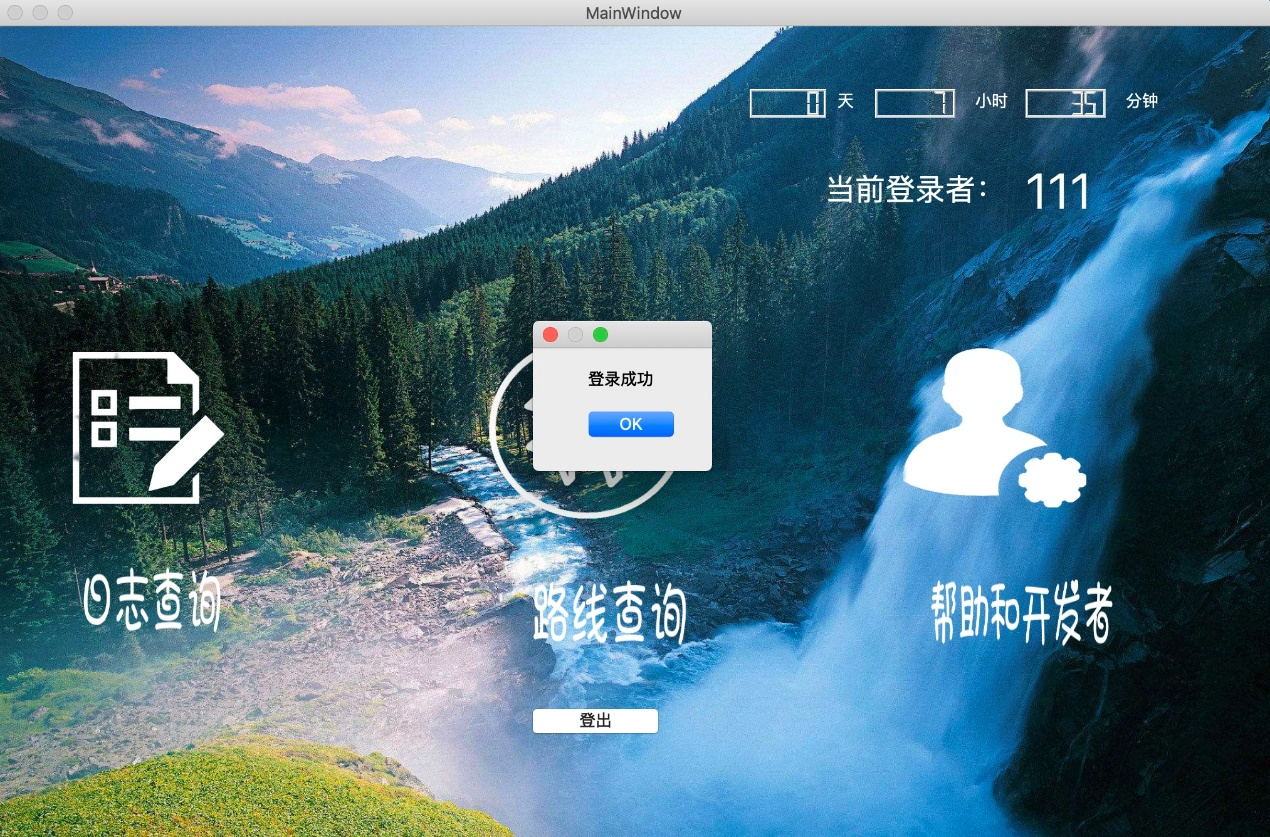 MainWindow
0 天 7 小时 35 分钟
当前登录者： 111
登录成功
OK
日志查询
路线查询
帮助和开发者
登出